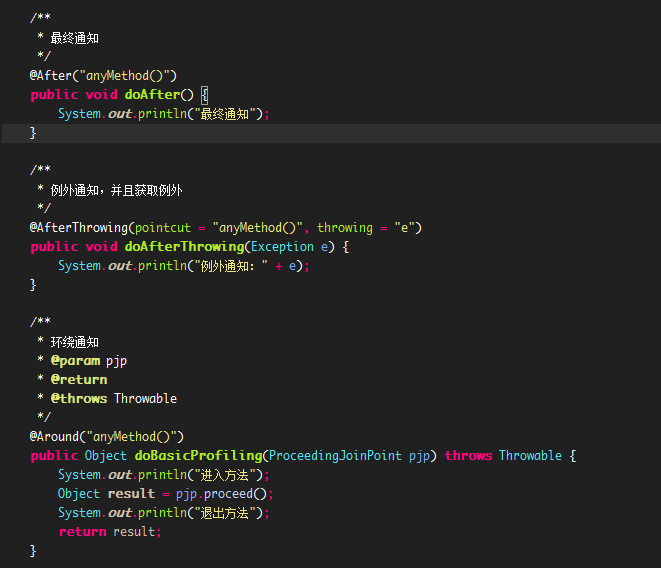 /**
 * 最终通知
 */
@After("anyMethod()")
public void doAfter() {
    System.out.println("最终通知");
}
/**
 * 例外通知，并且获取例外
 */
@AfterThrowing(pointcut = "anyMethod()", throwing = "e")
public void doAfterThrowing(Exception e) {
    System.out.println("例外通知：" + e);
}
/**
 * 环绕通知
 * @param pjp
 * @return
 * @throws Throwable
 */
@Around("anyMethod()")
public Object doBasicProfiling(ProceedingJoinPoint pjp) throws Throwable {
    System.out.println("进入方法");
    Object result = pjp.proceed();
    System.out.println("退出方法");
    return result;
}